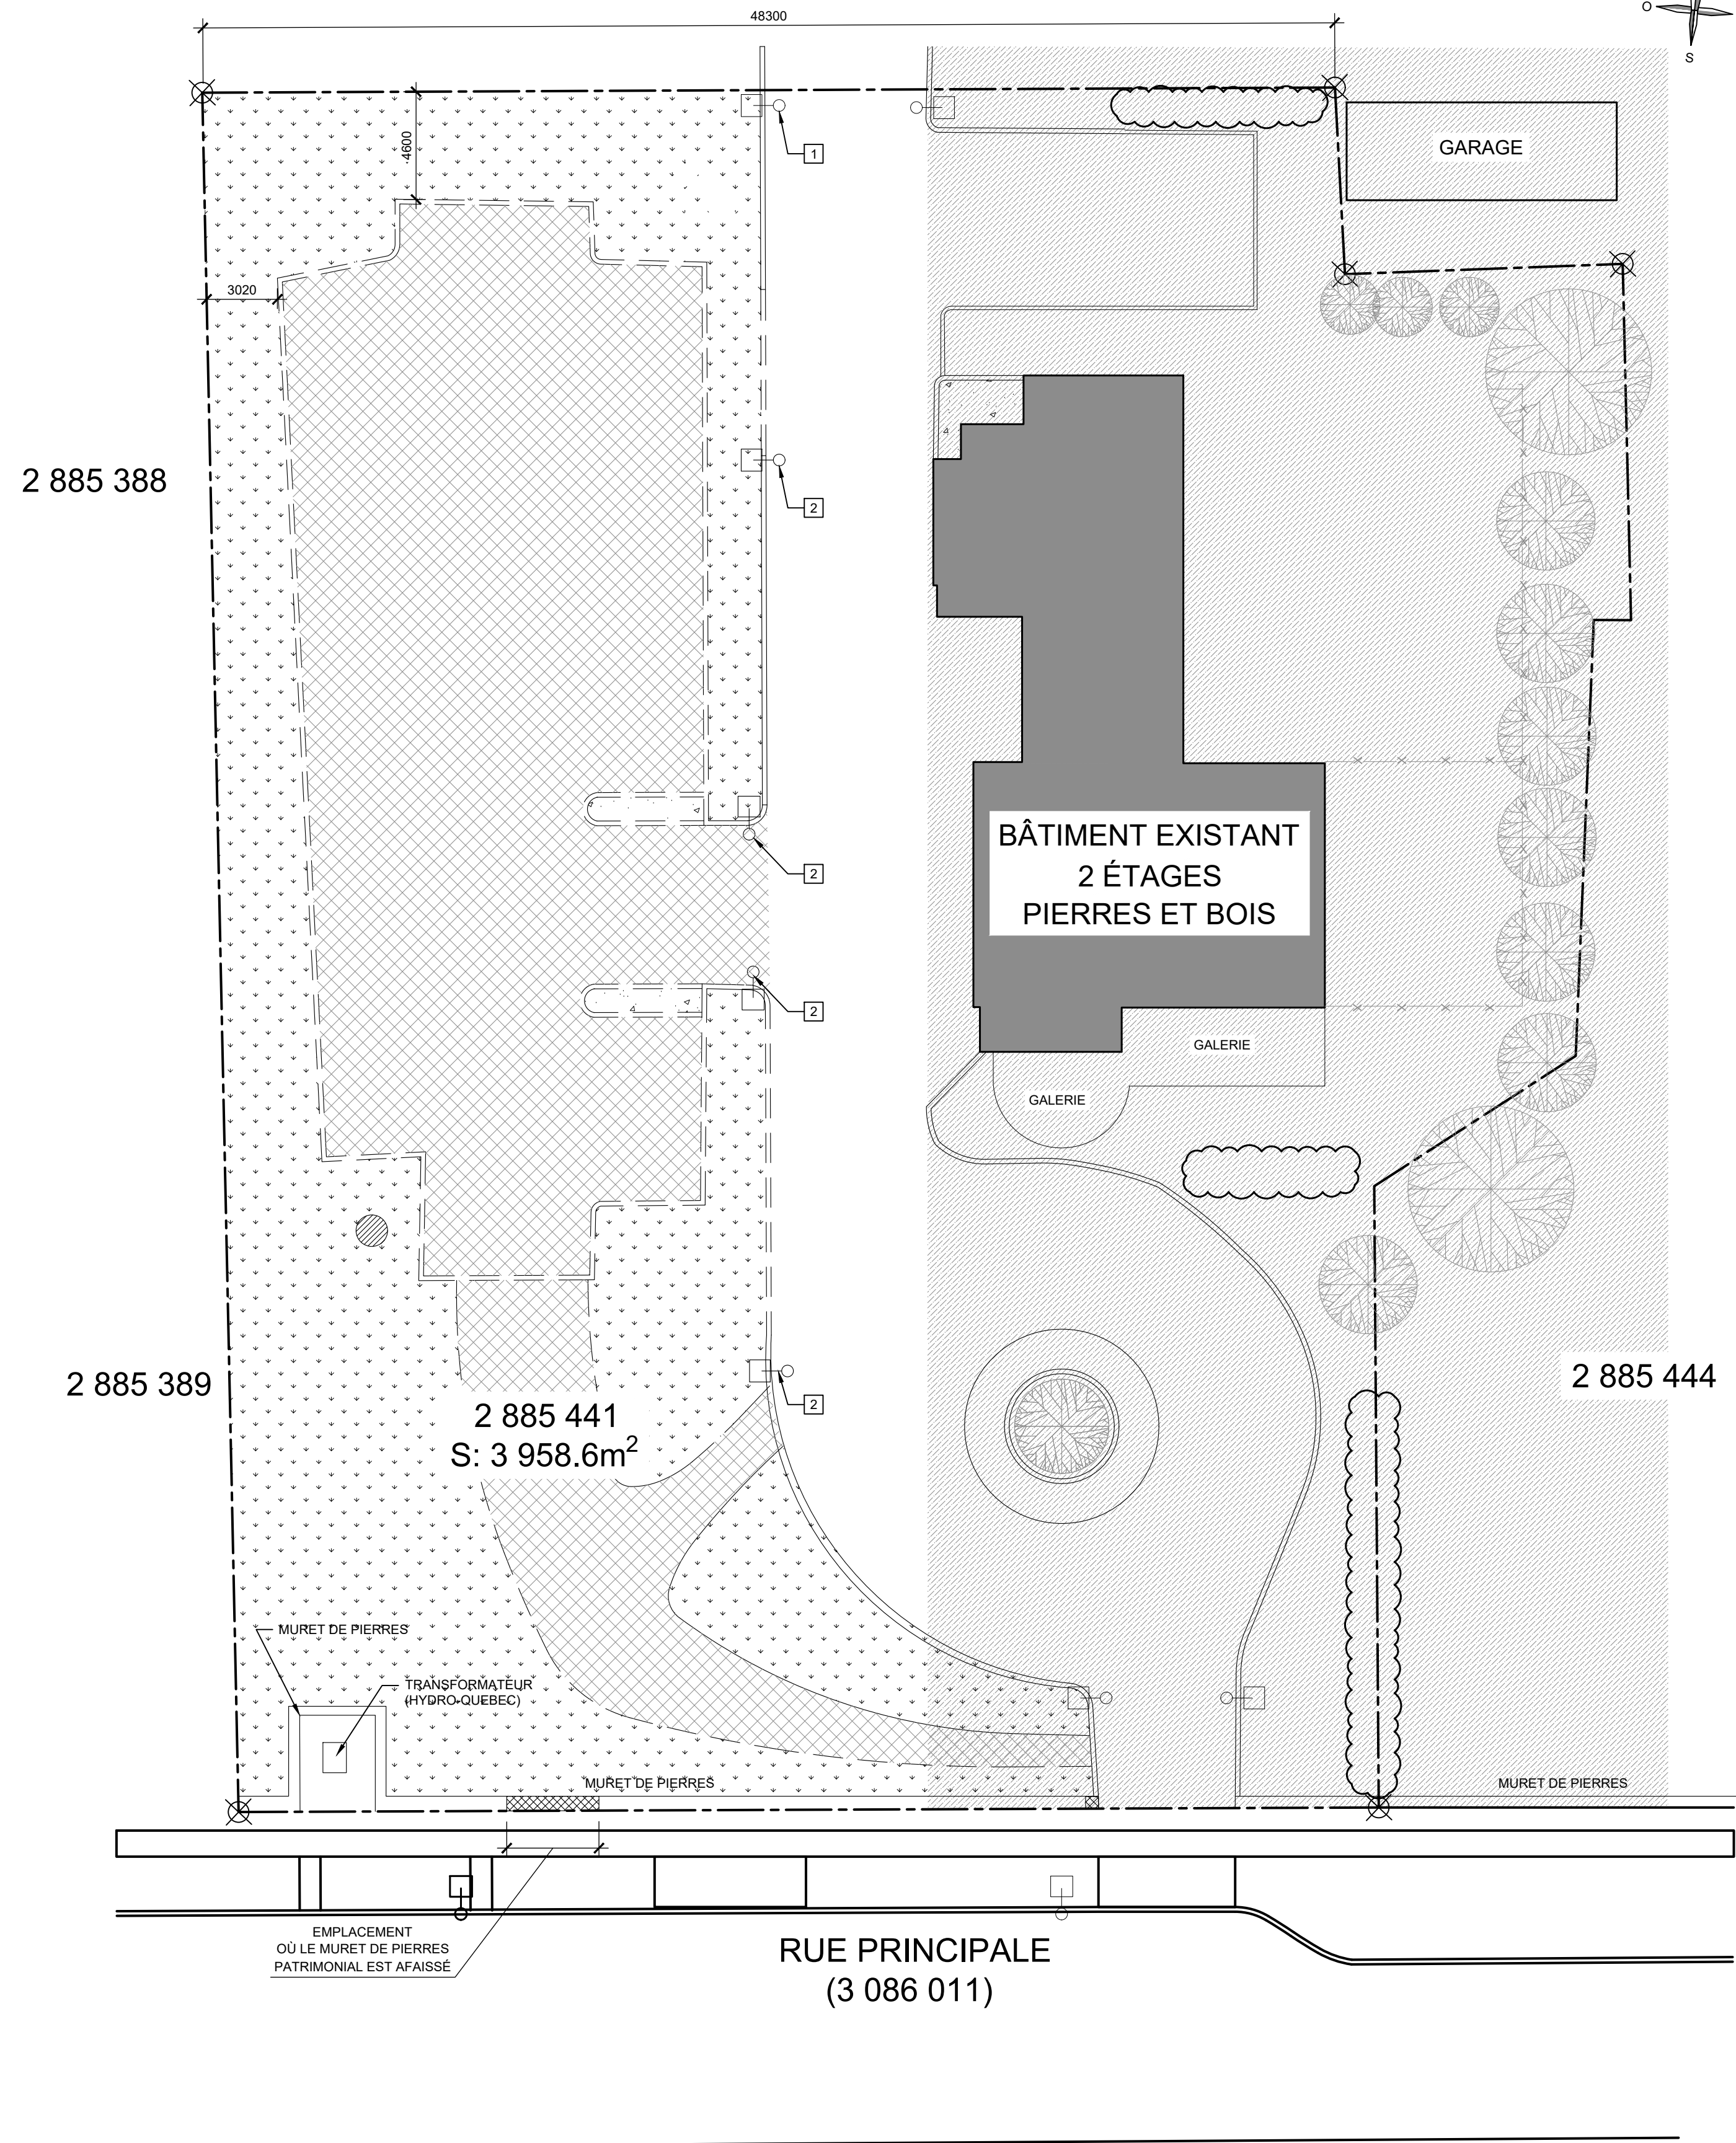 48300
O
S
4600
1
GARAGE
3020
2 885 388
2
BÂTIMENT EXISTANT
2 ÉTAGES
PIERRES ET BOIS
2
2
GALERIE
GALERIE
2 885 389
2 885 441
S: 3 958.6m²
2
2 885 444
MURET DE PIERRES
TRANSFORMATEUR
(HYDRO-QUEBEC)
MURET DE PIERRES
MURET DE PIERRES
EMPLACEMENT
OÙ LE MURET DE PIERRES
PATRIMONIAL EST AFAISSÉ
RUE PRINCIPALE
(3 086 011)